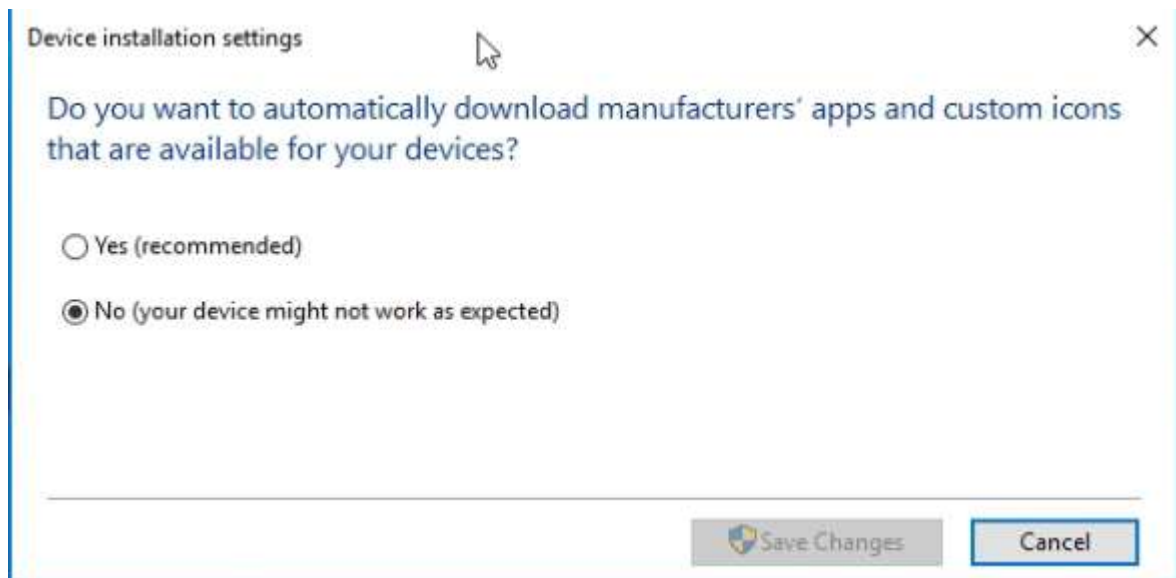 Device installation settings
Do you want to automatically download manufacturers' apps and custom icons
that are available for your devices?
Yes (recommended)
No (your device might not work as expected)
Save Changes
Cancel